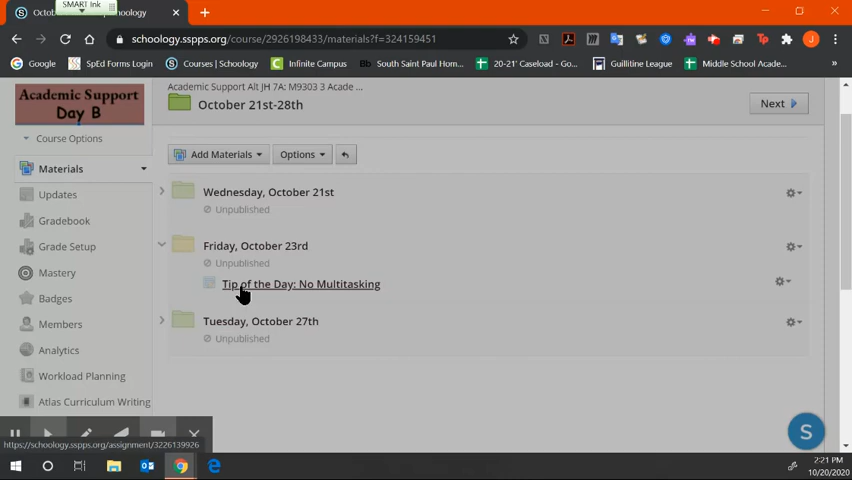 SMART Ink
schoology.sspps.org/course/2926198433/materials?f=324159451
Google
SpEd Forms Login
Courses | Schoology
Infinite Campus
South Saint Paul Hom...
20-21' Caseload - Go...
Guillitine League
Middle School Acade...
Academic Support
Day B
Course Options
Materials
Updates
Gradebook
Grade Setup
Mastery
Badges
Members
Analytics
Workload Planning
Atlas Curriculum Writing
Academic Support Alt JH 7A: M9303 3 Acade ...
October 21st-28th
Next
Add Materials
Options
Wednesday, October 21st
Unpublished
Friday, October 23rd
Unpublished
Tip of the Day: No Multitasking
Tuesday, October 27th
Unpublished
https://schoology.sspps.org/assignment/3226139926
2:21 PM
10/20/2020